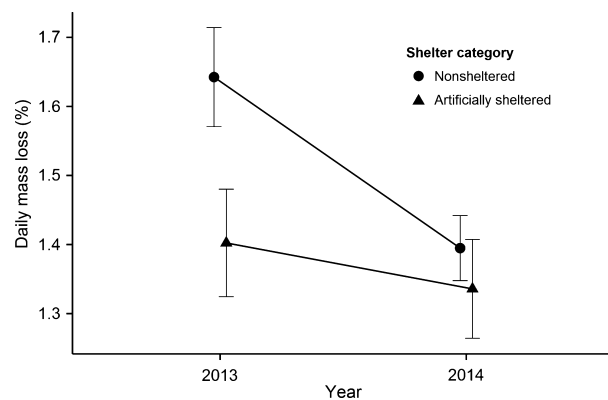 1.7
1.6
1.5
1.4
1.3
Daily mass loss (%)
Shelter category
Nonsheltered
Artificially sheltered
2013
2014
Year